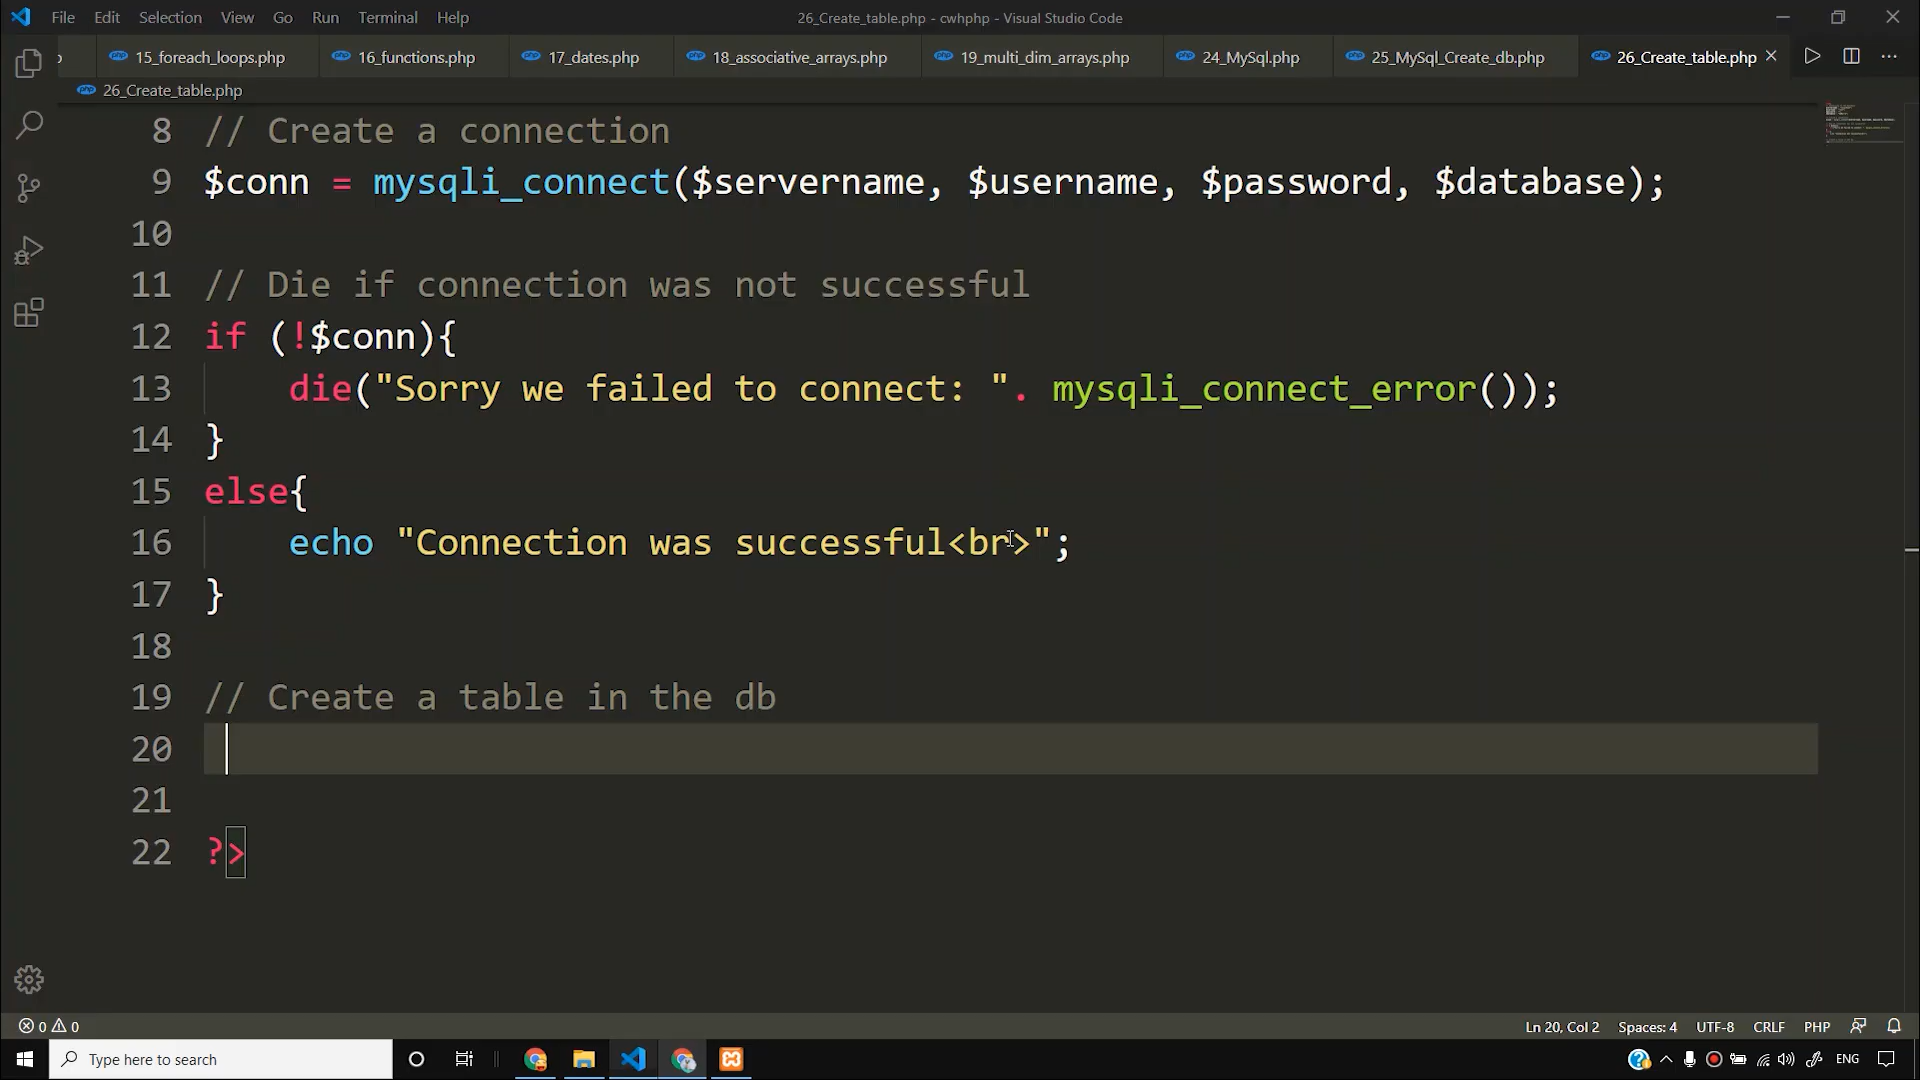 File Edit Selection View Go Run Terminal Help 26_Create_table.php - cwhphp - Visual Studio Code
15_foreach_loops.php 16_functions.php 17_dates.php 18_associative_arrays.php 19_multi_dim_arrays.php 24_MySql.php 25_MySql_Create_db.php 26_Create_table.php
26_Create_table.php
8 // Create a connection
9 $conn = mysqli_connect($servername, $username, $password, $database);
10
11 // Die if connection was not successful
12 if (!$conn){
13     die("Sorry we failed to connect: ". mysqli_connect_error());
14 }
15 else{
16     echo "Connection was successful<br>";
17 }
18
19 // Create a table in the db
20
21
22 ?>
0 0 Ln 20, Col 2 Spaces: 4 UTF-8 CRLF PHP
Type here to search ENG